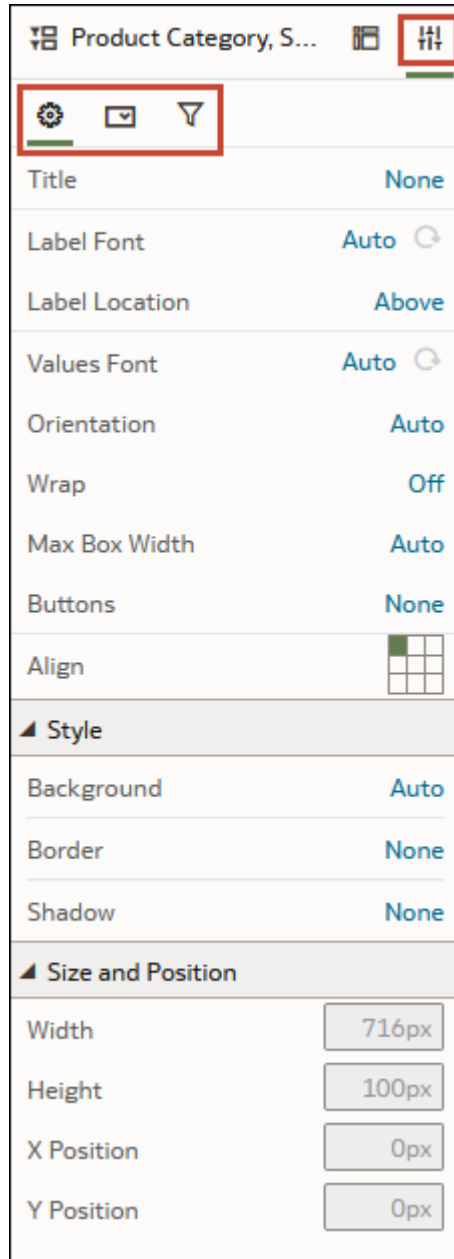 Product Category, S...
Title None
Label Font Auto
Label Location Above
Values Font Auto
Orientation Auto
Wrap Off
Max Box Width Auto
Buttons None
Align
Style
Background Auto
Border None
Shadow None
Size and Position
Width 716px
Height 100px
X Position 0px
Y Position 0px